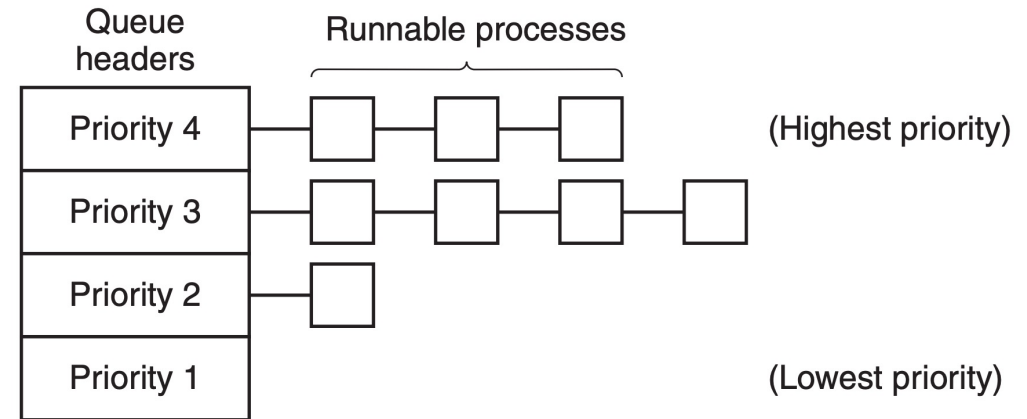 Queue
headers
Runnable processes
Priority 4
(Highest priority)
Priority 3
Priority 2
Priority 1
(Lowest priority)